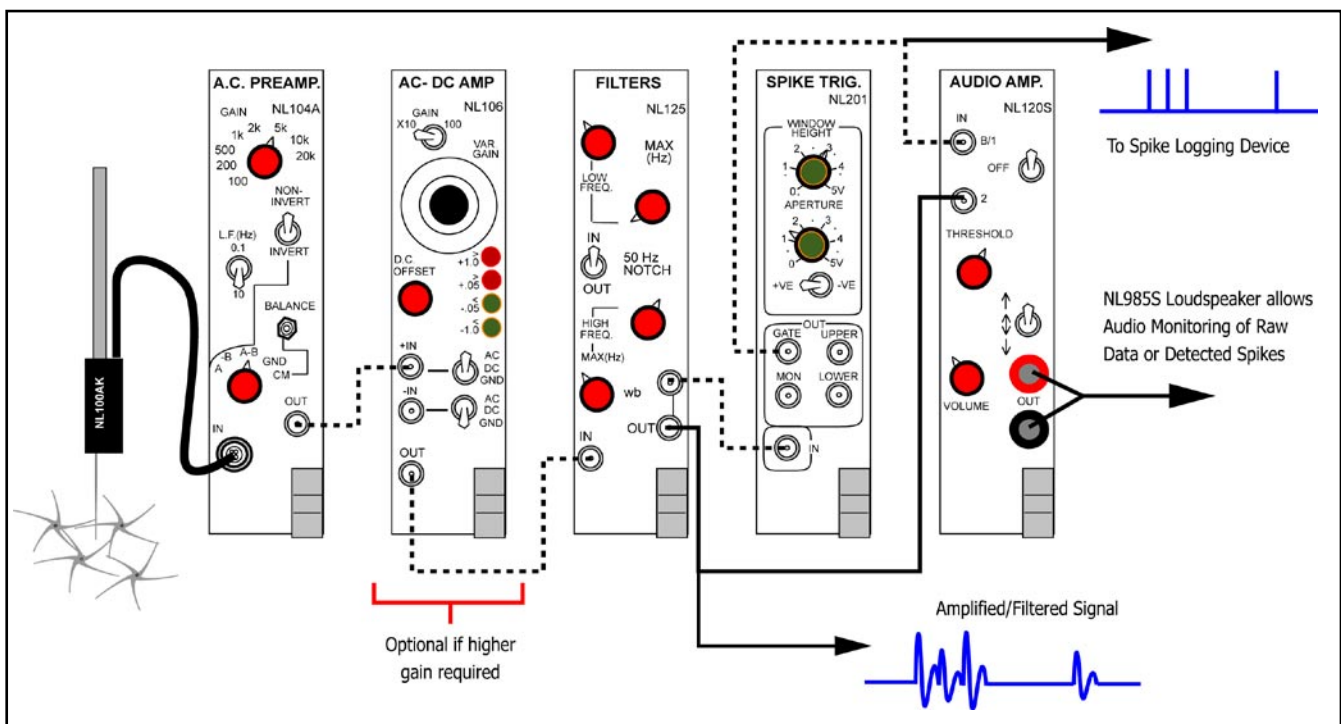 A.C. PREAMP.
NL104A
GAIN
2k
5k
1k
10k
500
20k
200
100
NON-
INVERT
L.F.(Hz)
0.1
INVERT
10
BALANCE
-B
A-B
A
GND
CM
OUT
IN
NL100AK
AC- DC AMP
NL106
GAIN
X10
100
VAR.
GAIN
D.C.
OFFSET
>
+1.0
>
+.05
<
-.05
<
-1.0
+IN
AC
DC
GND
-IN
AC
DC
GND
OUT
Optional if higher
gain required
FILTERS
NL125
MAX
(Hz)
LOW
FREQ.
IN
50 Hz
NOTCH
OUT
HIGH
FREQ.
MAX(Hz)
wb
OUT
IN
SPIKE TRIG.
NL201
WINDOW
HEIGHT
2
3
1
4
0
5V
APERTURE
2
3
1
4
0
5V
+VE
-VE
OUT
GATE
UPPER
MON
LOWER
IN
AUDIO AMP.
NL120S
IN
B/1
OFF
2
THRESHOLD
VOLUME
OUT
To Spike Logging Device
NL985S Loudspeaker allows
Audio Monitoring of Raw
Data or Detected Spikes
Amplified/Filtered Signal